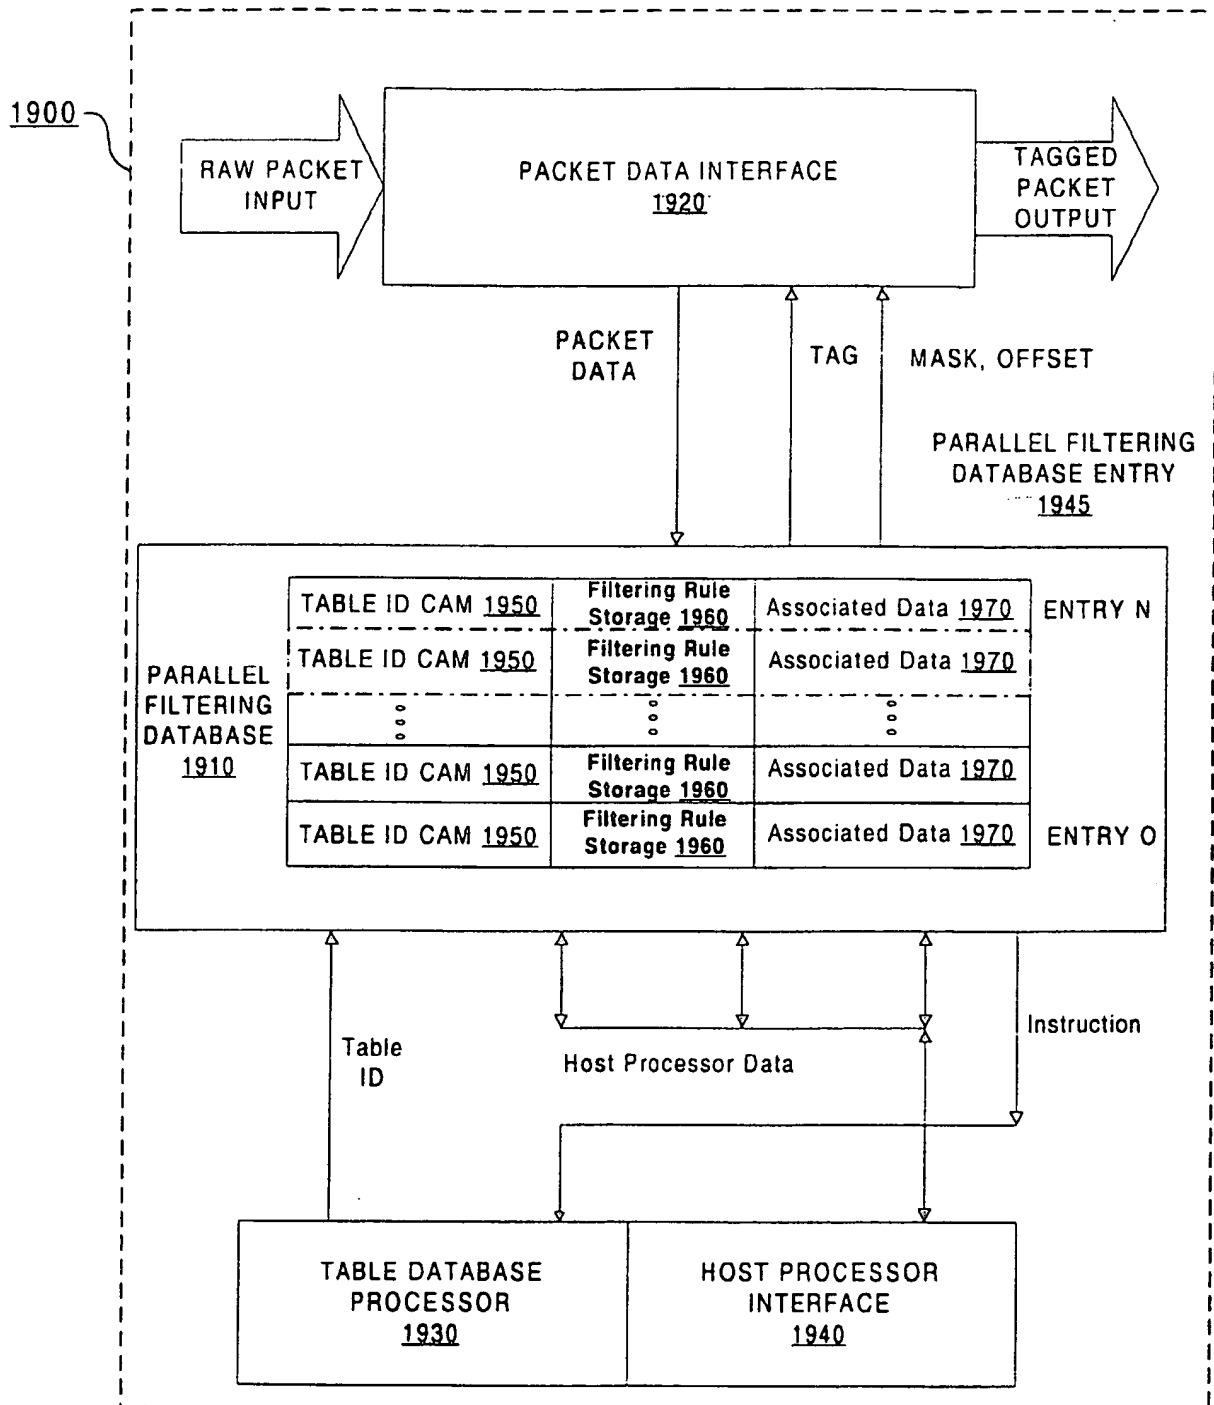 1900
RAW PACKET
INPUT
PACKET DATA INTERFACE
1920
TAGGED
PACKET
OUTPUT
PACKET
DATA
TAG
MASK, OFFSET
PARALLEL FILTERING
DATABASE ENTRY
1945
PARALLEL
FILTERING
DATABASE
1910
TABLE ID CAM 1950
Filtering Rule
Storage 1960
Associated Data 1970
ENTRY N
TABLE ID CAM 1950
Filtering Rule
Storage 1960
Associated Data 1970
TABLE ID CAM 1950
Filtering Rule
Storage 1960
Associated Data 1970
TABLE ID CAM 1950
Filtering Rule
Storage 1960
Associated Data 1970
ENTRY O
Table
ID
Host Processor Data
Instruction
TABLE DATABASE
PROCESSOR
1930
HOST PROCESSOR
INTERFACE
1940